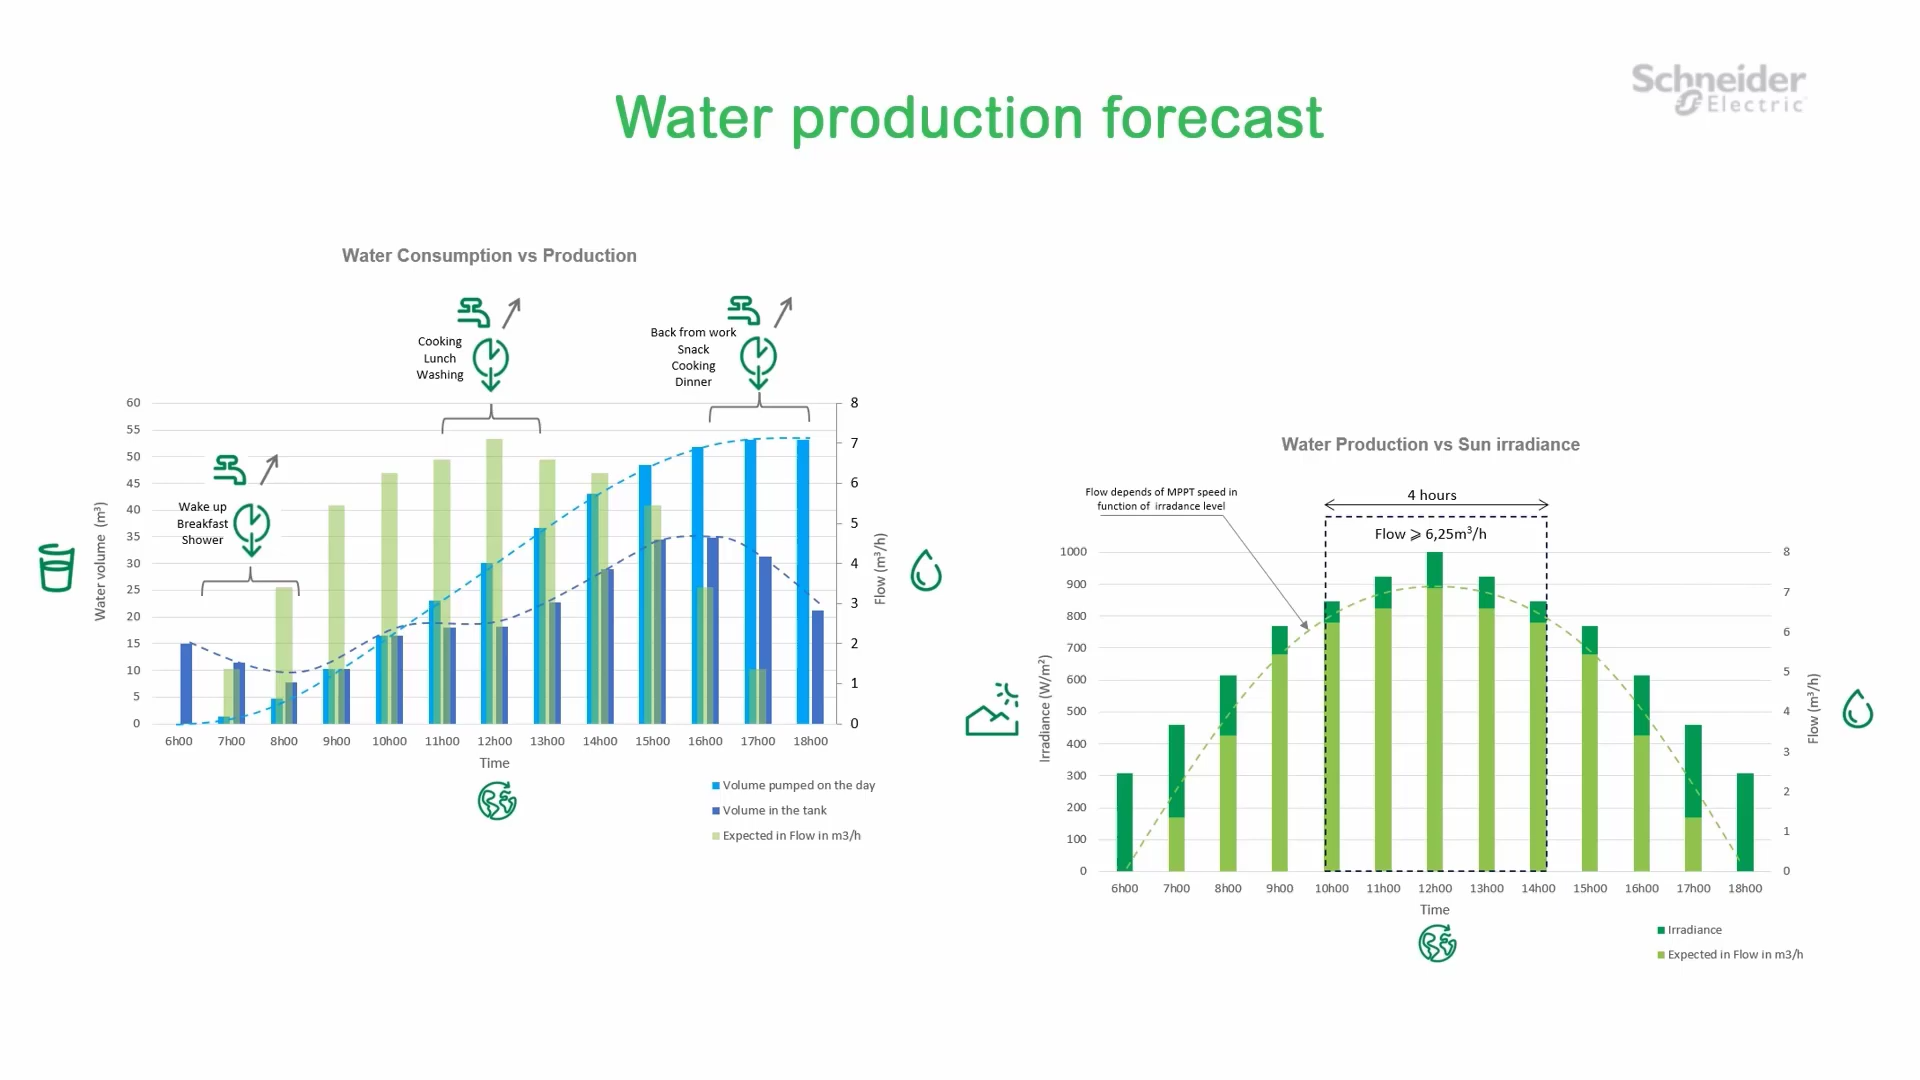 Schneider
Electric
Water production forecast
Water Consumption vs Production
Cooking
Lunch
Washing
Back from work
Snack
Cooking
Dinner
Wake up
Breakfast
Shower
Water volume (m³)
60
55
50
45
40
35
30
25
20
15
10
5
0
8
7
6
5
4
3
2
1
0
Flow (m³/h)
6h00 7h00 8h00 9h00 10h00 11h00 12h00 13h00 14h00 15h00 16h00 17h00 18h00
Time
Volume pumped on the day
Volume in the tank
Expected in Flow in m3/h
Water Production vs Sun irradiance
Flow depends of MPPT speed in
function of irradance level
4 hours
Flow ⩾ 6,25m³/h
Irradiance (W/m²)
1000
900
800
700
600
500
400
300
200
100
0
8
7
6
5
4
3
2
1
0
Flow (m³/h)
6h00 7h00 8h00 9h00 10h00 11h00 12h00 13h00 14h00 15h00 16h00 17h00 18h00
Time
Irradiance
Expected in Flow in m3/h